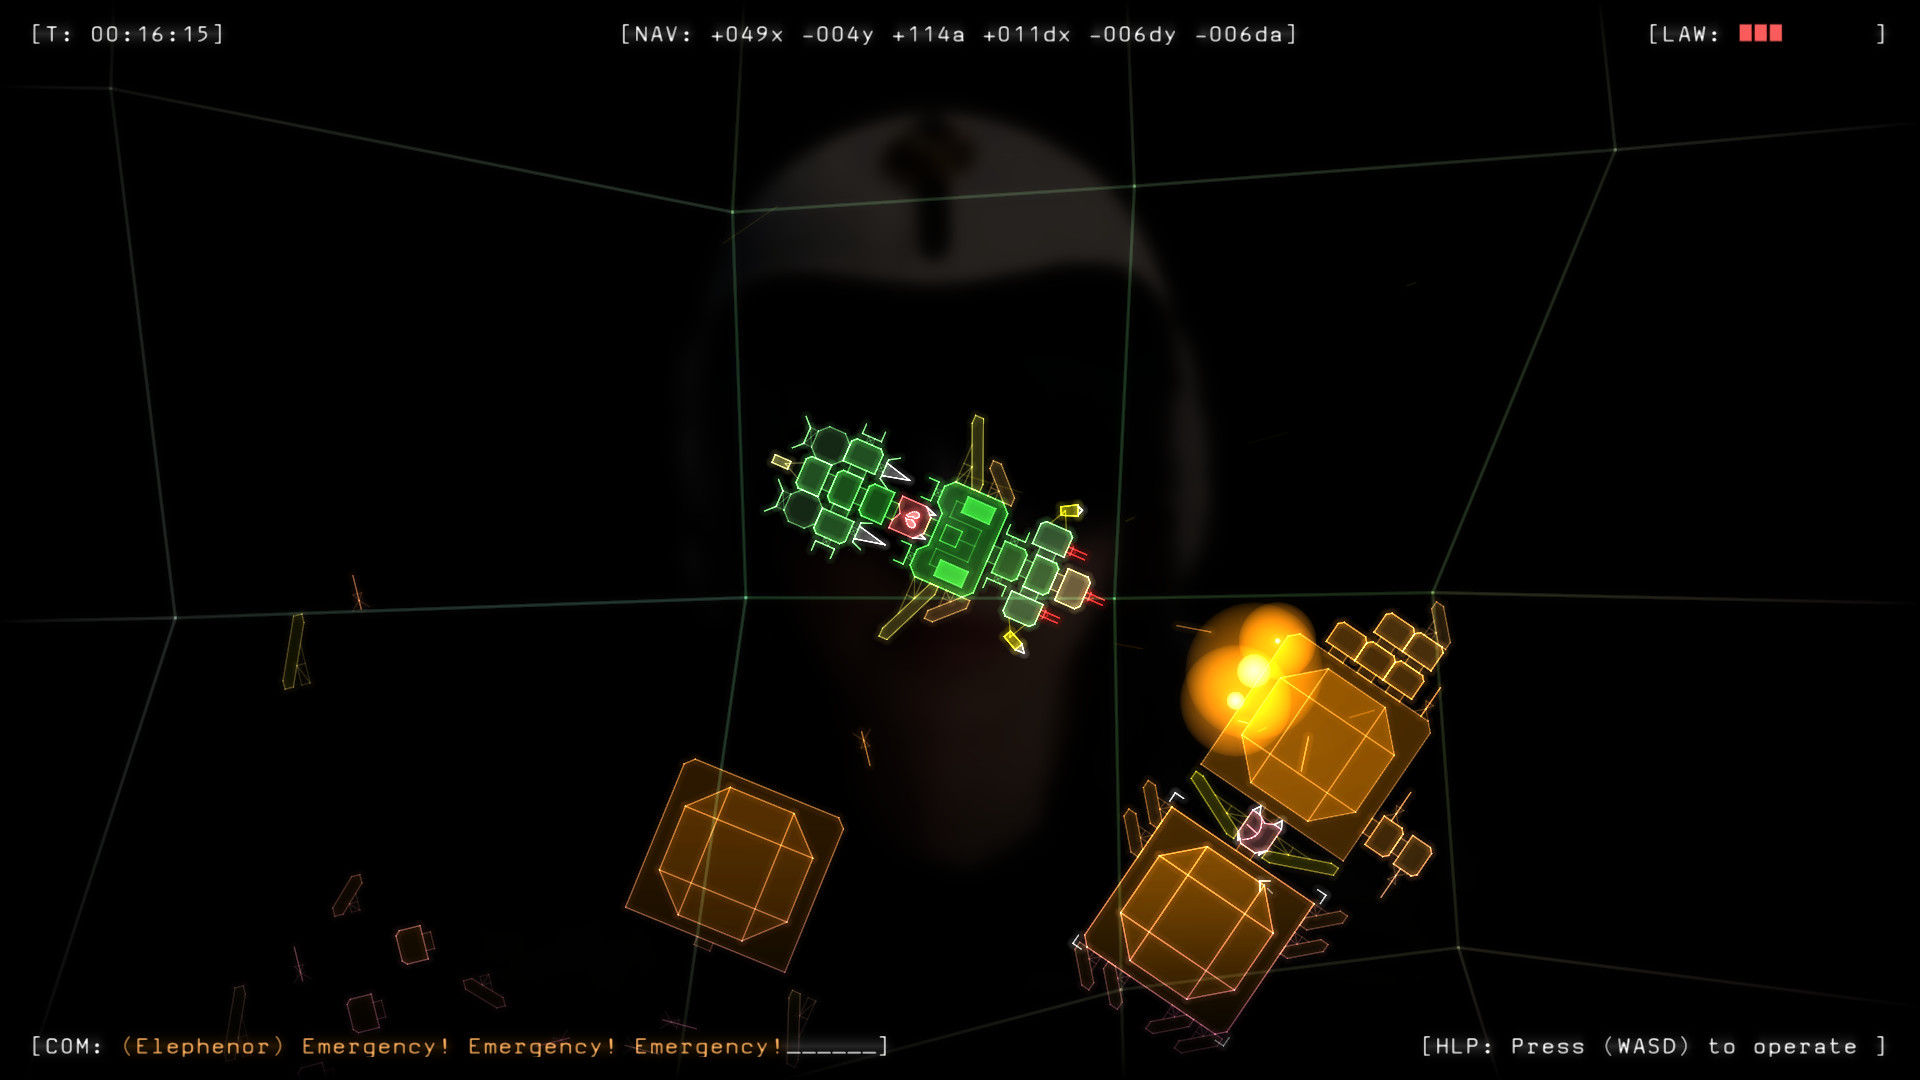 [T: 00:16:15]
[NAV: +049x -004y +114a +011dx -006dy -006da]
[LAW: ]
[COM: (Elephenor) Emergency! Emergency! Emergency!______]
[HLP: Press (WASD) to operate ]